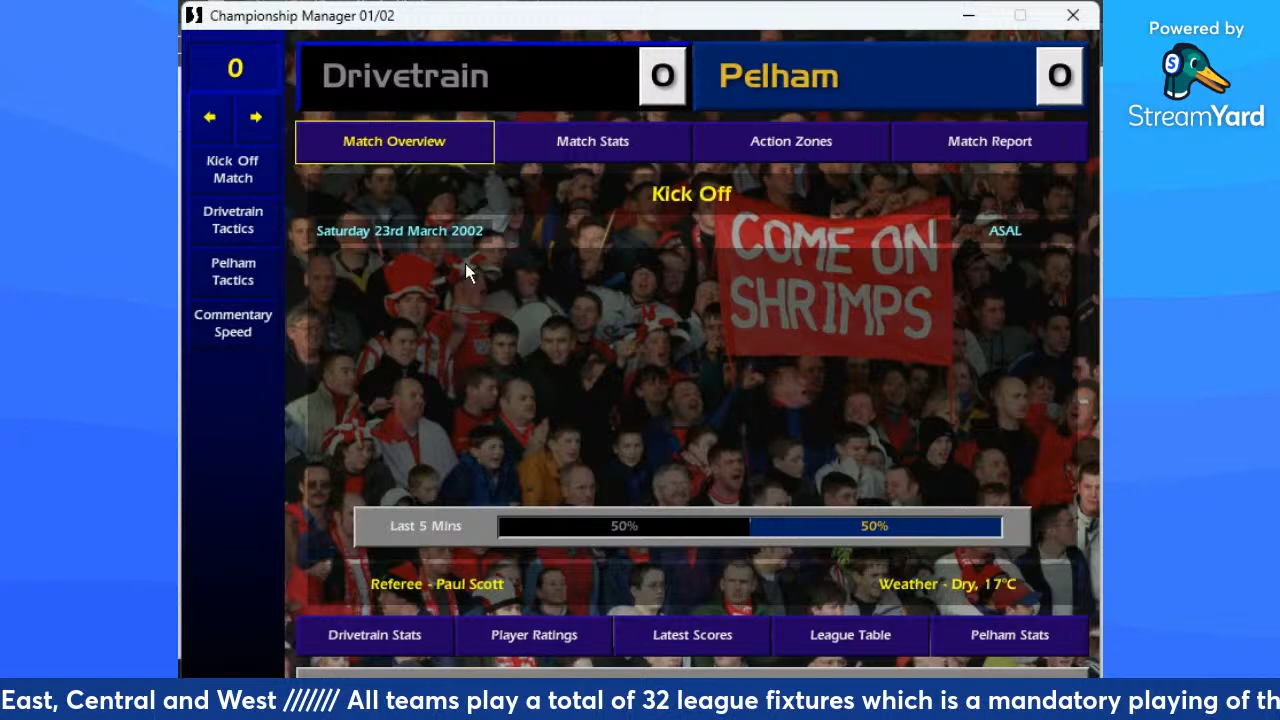 Championship Manager 01/02
Powered by
StreamYard
0
Drivetrain 0 Pelham 0
Match Overview Match Stats Action Zones Match Report
Kick Off
Match
Drivetrain
Tactics
Pelham
Tactics
Commentary
Speed
Kick Off
Saturday 23rd March 2002 ASAL
COME ON
SHRIMPS
Last 5 Mins 50% 50%
Referee - Paul Scott Weather - Dry, 17°C
Drivetrain Stats Player Ratings Latest Scores League Table Pelham Stats
East, Central and West /////// All teams play a total of 32 league fixtures which is a mandatory playing of th